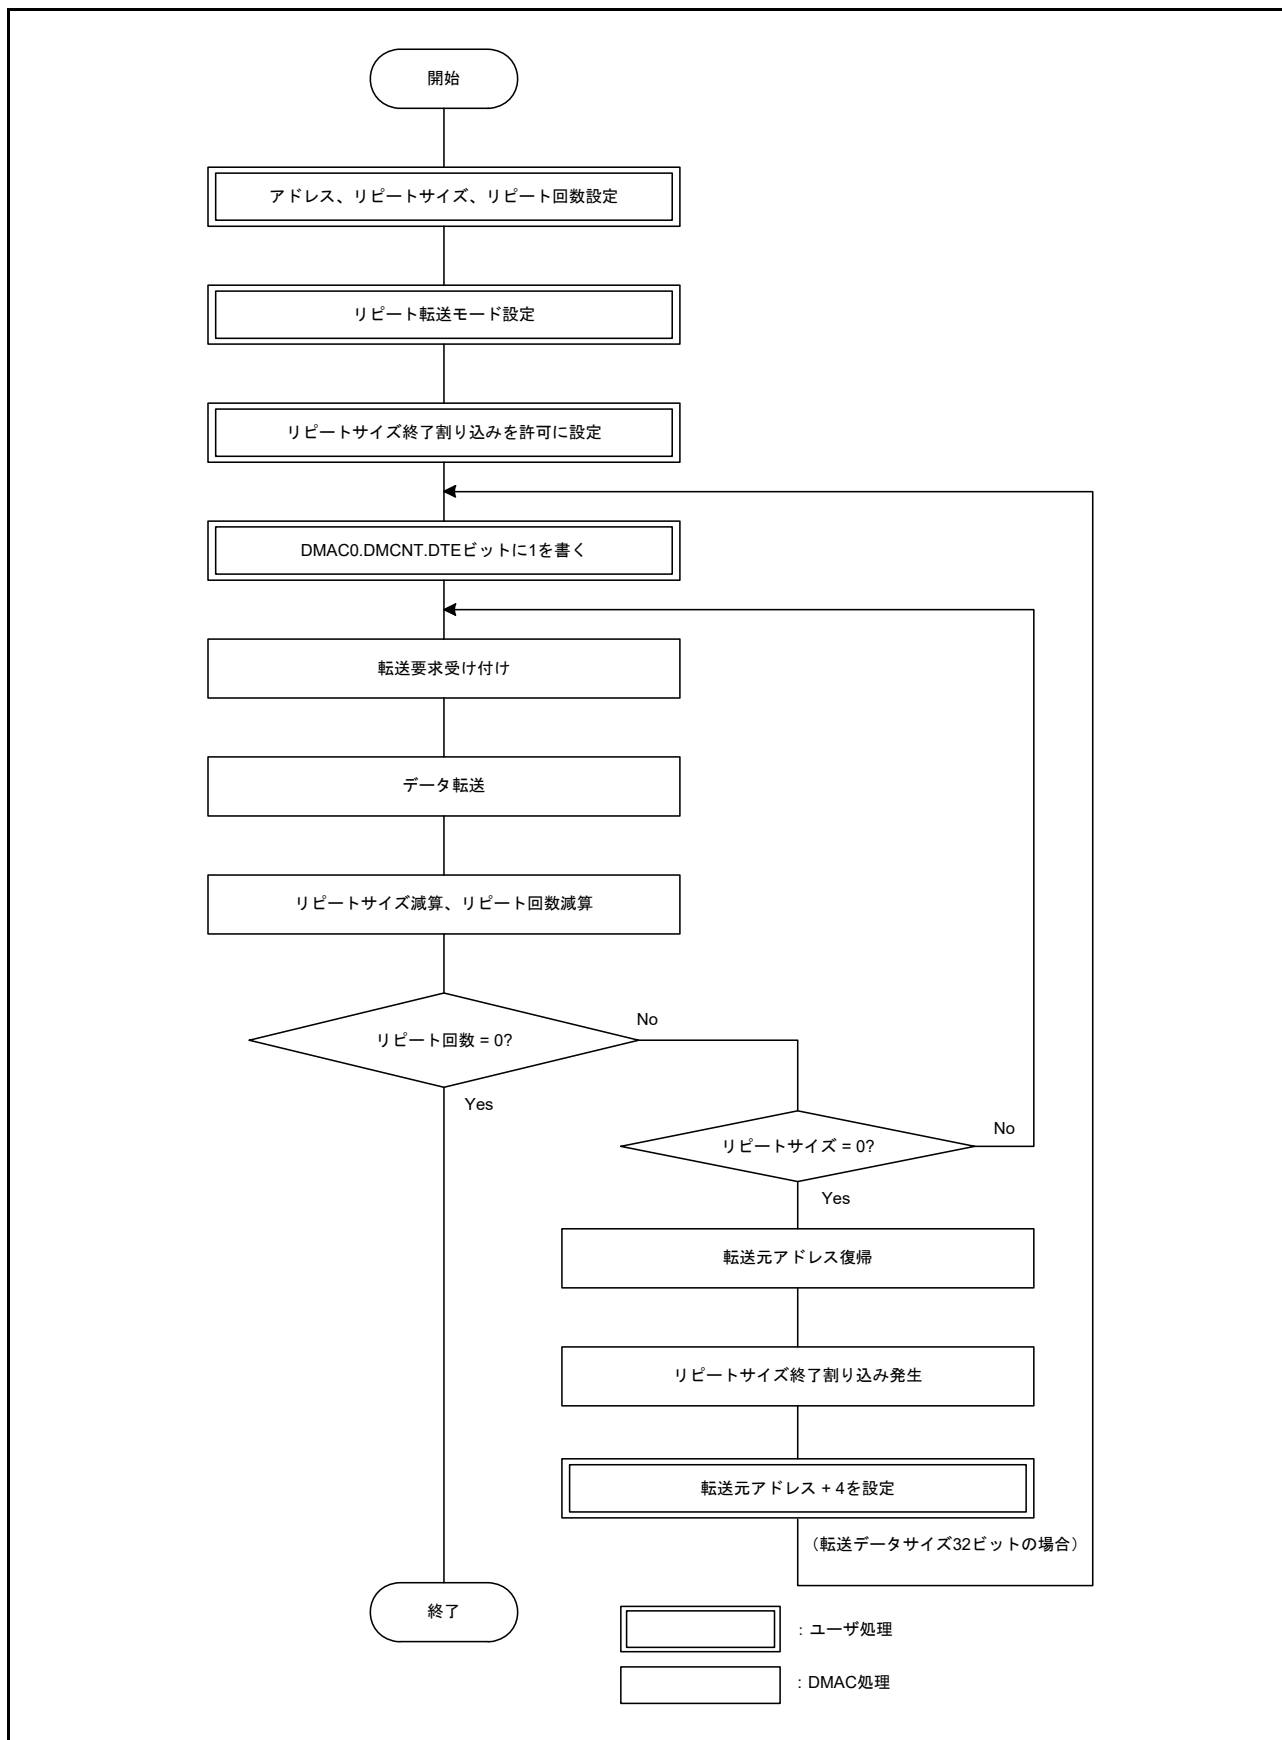 開始
アドレス、リピートサイズ、リピート回数設定
リピート転送モード設定
リピートサイズ終了割り込みを許可に設定
DMAC0.DMCNT.DTEビットに1を書く
転送要求受け付け
データ転送
リピートサイズ減算、リピート回数減算
リピート回数 = 0?
No
Yes
リピートサイズ = 0?
No
Yes
転送元アドレス復帰
リピートサイズ終了割り込み発生
転送元アドレス + 4を設定
（転送データサイズ32ビットの場合）
終了
: ユーザ処理
: DMAC処理